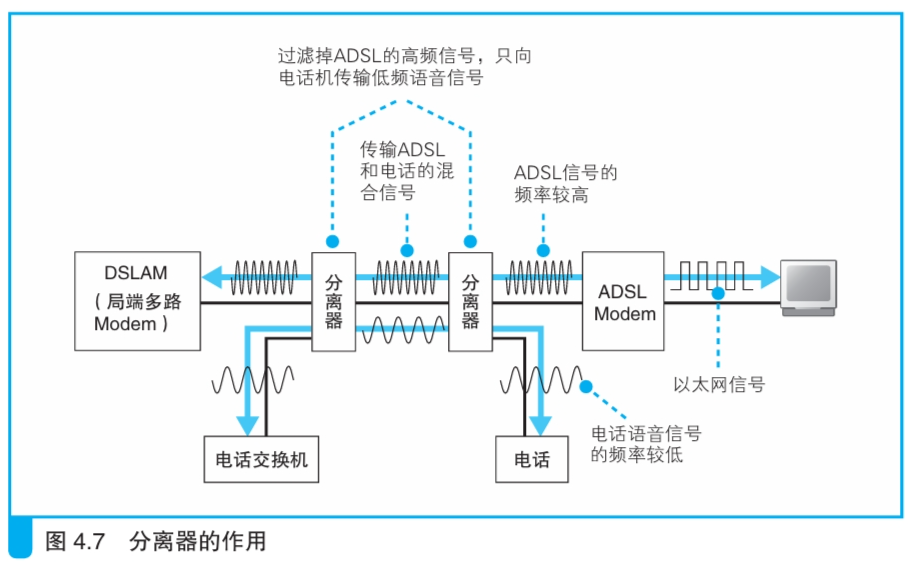 过滤掉ADSL的高频信号，只向
电话机传输低频语音信号
传输ADSL
和电话的混
合信号
ADSL信号的
频率较高
DSLAM
（局端多路
Modem）
分离器
分离器
ADSL
Modem
以太网信号
电话语音信号
的频率较低
电话交换机
电话
图 4.7 分离器的作用